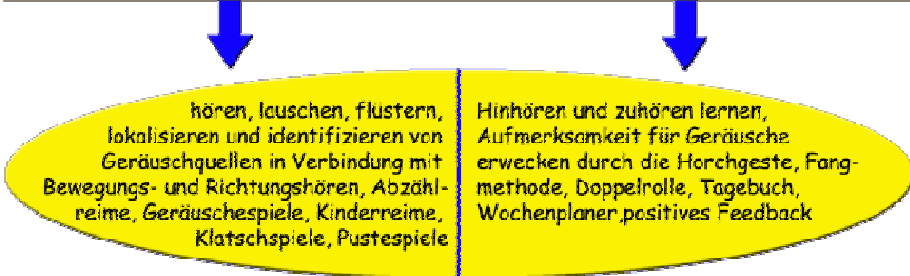 hören, lauschen, flüstern,
lokalisieren und identifizieren von
Geräuschquellen in Verbindung mit
Bewegungs- und Richtungshören, Abzähl-
reime, Geräuschespiele, Kinderreime,
Klatschspiele, Pustespiele
Hinhören und zuhören lernen,
Aufmerksamkeit für Geräusche
erwecken durch die Horchgeste, Fang-
methode, Doppelrolle, Tagebuch,
Wochenplaner,positives Feedback